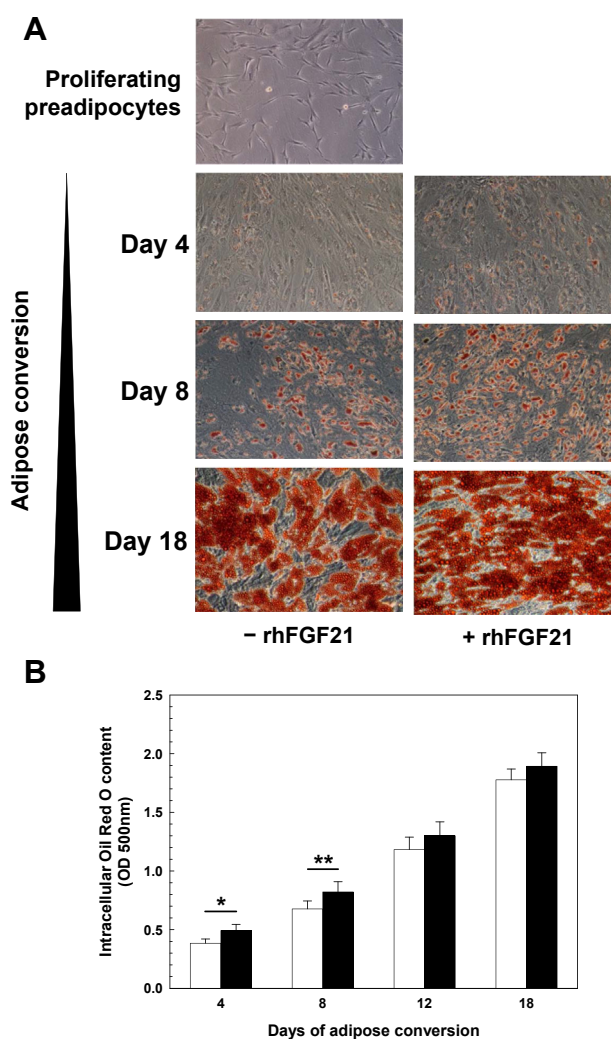 A
Proliferating
preadipocytes
Adipose conversion
Day 4
Day 8
Day 18
− rhFGF21
+ rhFGF21
B
Intracellular Oil Red O content
(OD 500nm)
2.5
2.0
1.5
1.0
0.5
0.0
*
**
4
8
12
18
Days of adipose conversion